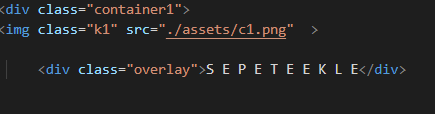 <div class="container1">
<img class="k1" src="./assets/c1.png"  >
<div class="overlay">S E P E T E E K L E</div>